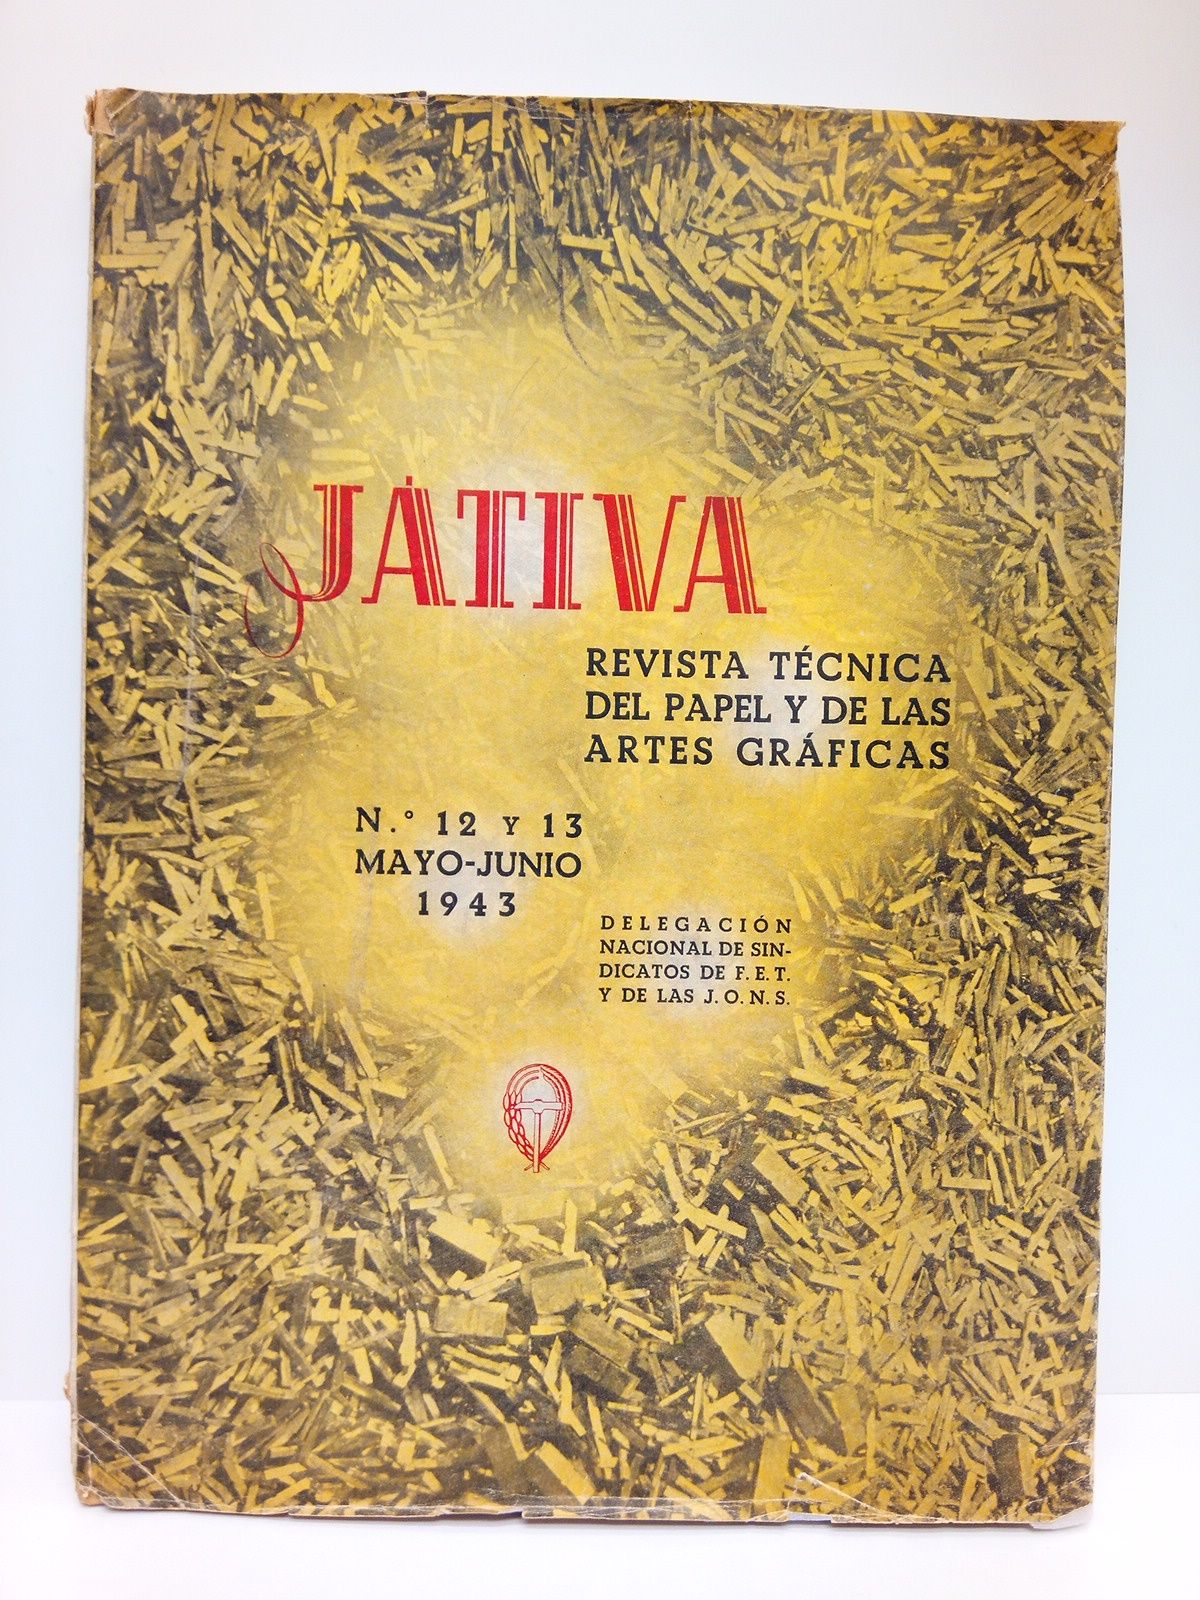 JÁTIVA
REVISTA TÉCNICA
DEL PAPEL Y DE LAS
ARTES GRÁFICAS
N.º 12 Y 13
MAYO-JUNIO
1943
DELEGACIÓN
NACIONAL DE SIN-
DICATOS DE F.E.T.
Y DE LAS J.O.N.S.